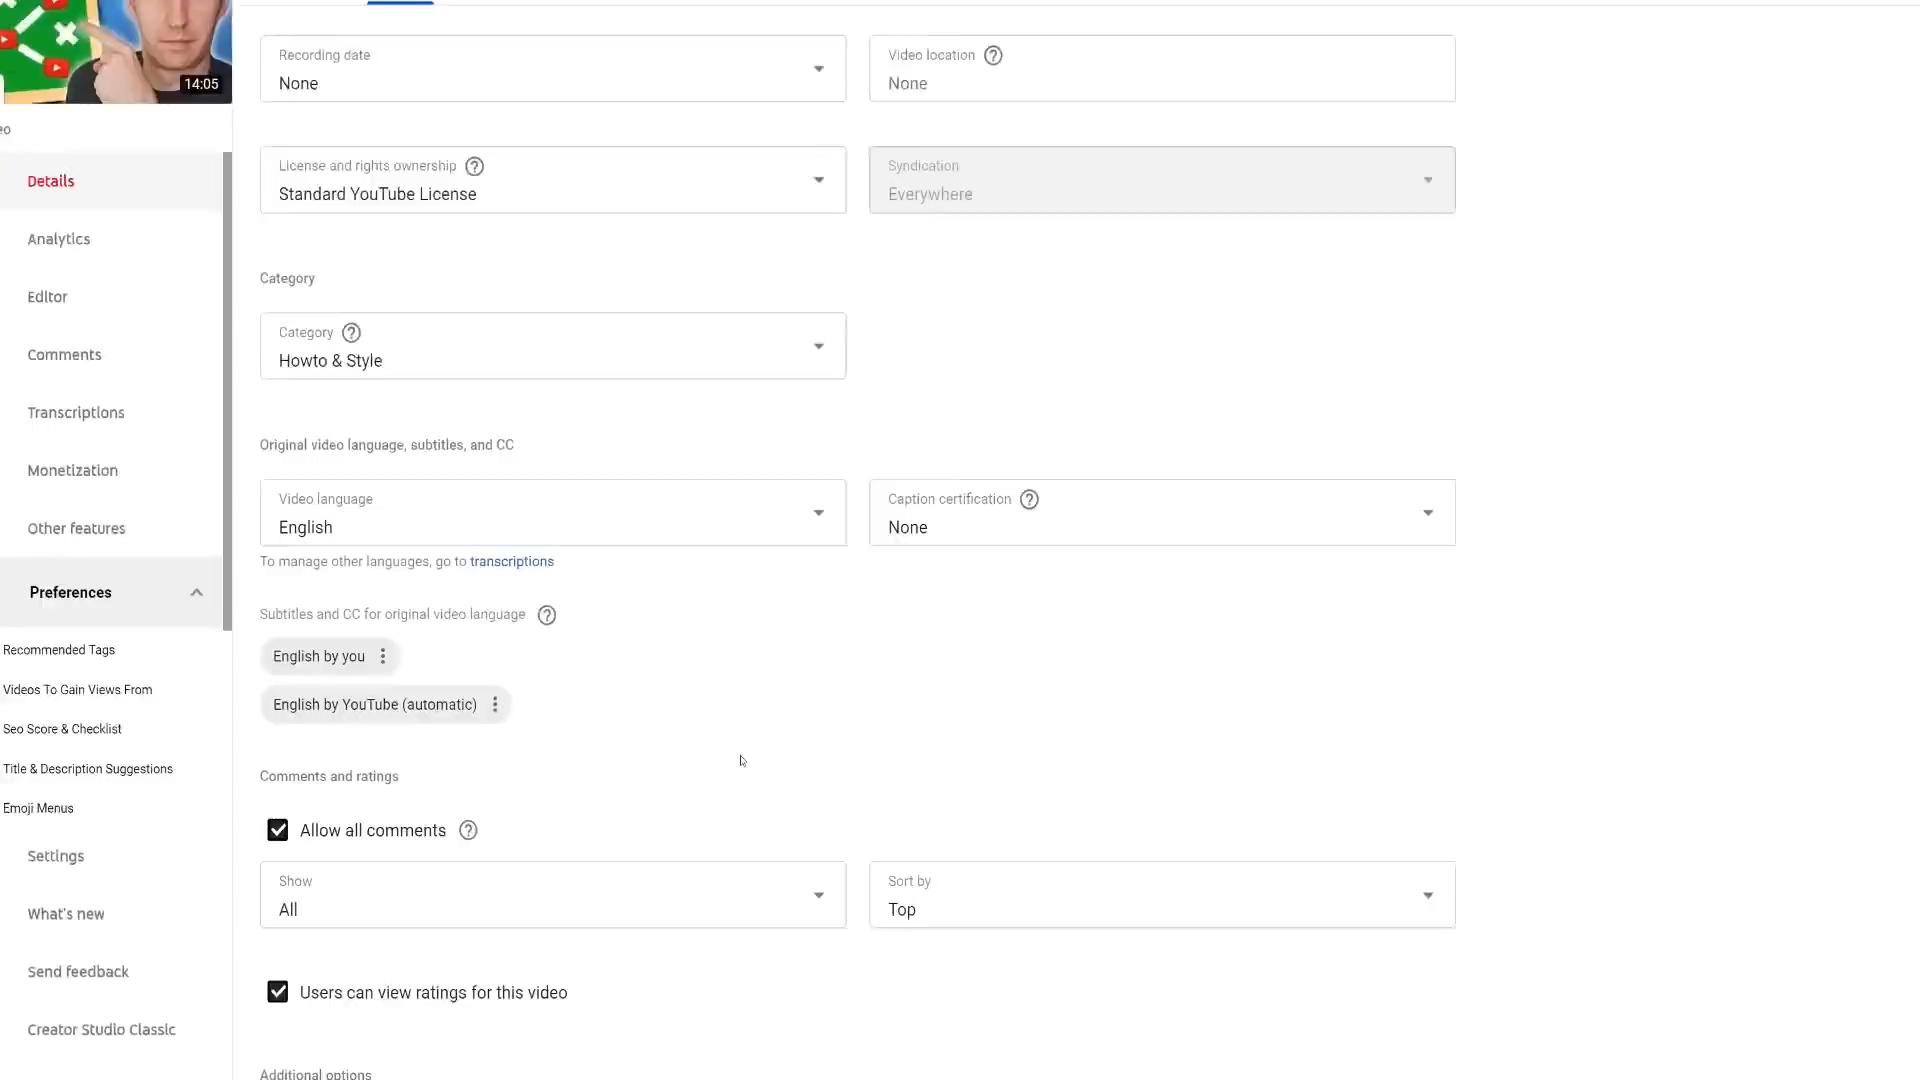 14:05
eo
Details
Analytics
Editor
Comments
Transcriptions
Monetization
Other features
Preferences
Recommended Tags
Videos To Gain Views From
Seo Score & Checklist
Title & Description Suggestions
Emoji Menus
Settings
What's new
Send feedback
Creator Studio Classic
Recording date
None
Video location
None
License and rights ownership
Standard YouTube License
Syndication
Everywhere
Category
Category
Howto & Style
Original video language, subtitles, and CC
Video language
English
Caption certification
None
To manage other languages, go to transcriptions
Subtitles and CC for original video language
English by you
English by YouTube (automatic)
Comments and ratings
Allow all comments
Show
All
Sort by
Top
Users can view ratings for this video
Additional options